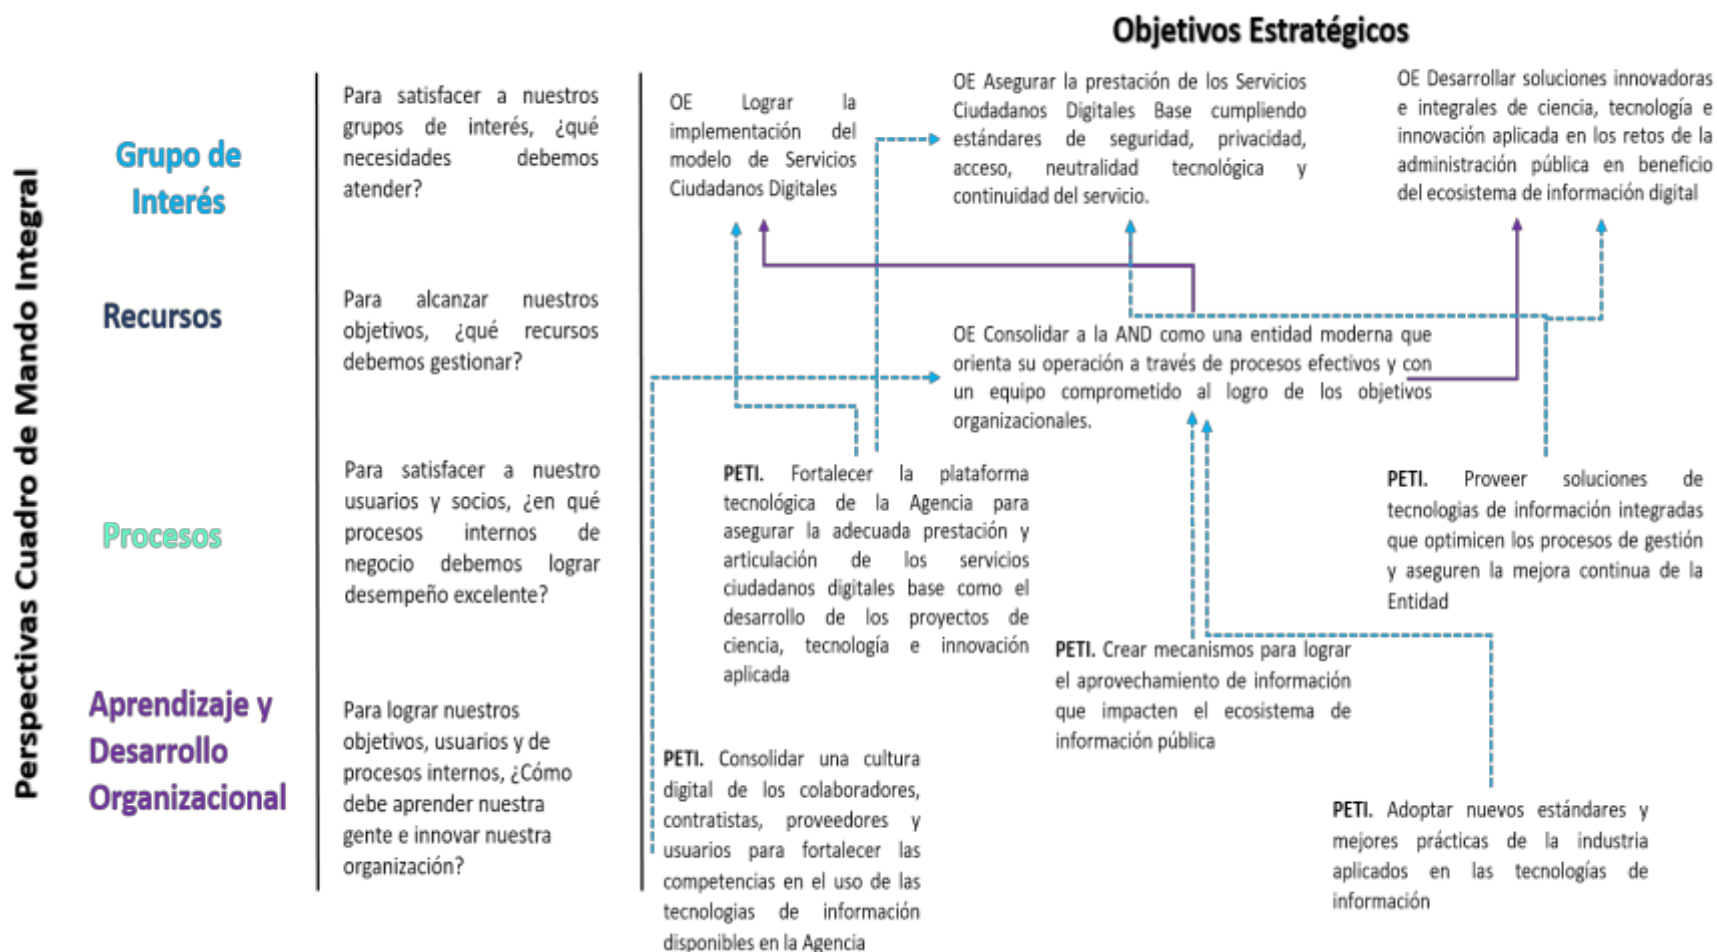 Objetivos Estratégicos
Perspectivas Cuadro de Mando Integral
Grupo de
Interés
Para satisfacer a nuestros
grupos de interés, ¿qué
necesidades debemos
atender?
OE Lograr la
implementación del
modelo de Servicios
Ciudadanos Digitales
OE Asegurar la prestación de los Servicios
Ciudadanos Digitales Base cumpliendo
estándares de seguridad, privacidad,
acceso, neutralidad tecnológica y
continuidad del servicio.
OE Desarrollar soluciones innovadoras
e integrales de ciencia, tecnología e
innovación aplicada en los retos de la
administración pública en beneficio
del ecosistema de información digital
Recursos
Para alcanzar nuestros
objetivos, ¿qué recursos
debemos gestionar?
OE Consolidar a la AND como una entidad moderna que
orienta su operación a través de procesos efectivos y con
un equipo comprometido al logro de los objetivos
organizacionales.
Procesos
Para satisfacer a nuestro
usuarios y socios, ¿en qué
procesos internos de
negocio debemos lograr
desempeño excelente?
PETI. Fortalecer la plataforma
tecnológica de la Agencia para
asegurar la adecuada prestación y
articulación de los servicios
ciudadanos digitales base como el
desarrollo de los proyectos de
ciencia, tecnología e innovación
aplicada
PETI. Proveer soluciones de
tecnologias de información integradas
que optimicen los procesos de gestión
y aseguren la mejora continua de la
Entidad
PETI. Crear mecanismos para lograr
el aprovechamiento de información
que impacten el ecosistema de
información pública
Aprendizaje y
Desarrollo
Organizacional
Para lograr nuestros
objetivos, usuarios y de
procesos internos, ¿Cómo
debe aprender nuestra
gente e innovar nuestra
organización?
PETI. Consolidar una cultura
digital de los colaboradores,
contratistas, proveedores y
usuarios para fortalecer las
competencias en el uso de las
tecnologias de información
disponibles en la Agencia
PETI. Adoptar nuevos estándares y
mejores prácticas de la industria
aplicados en las tecnologías de
información